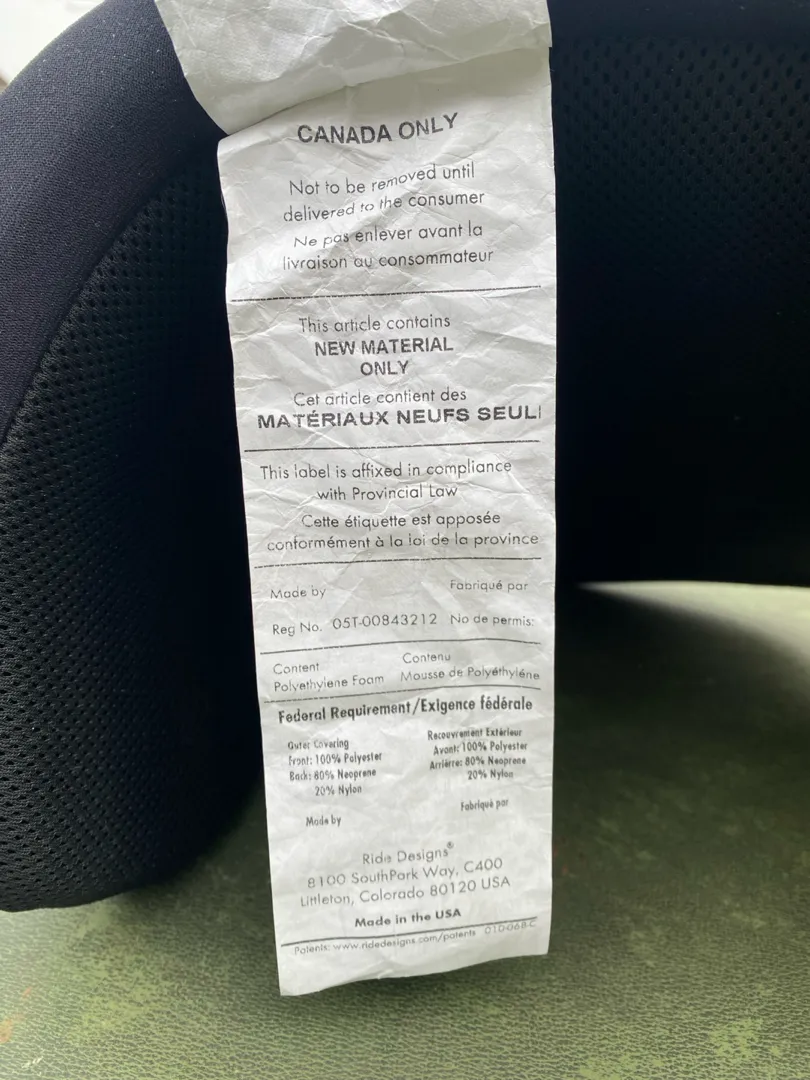 CANADA ONLY
Not to be removed until
delivered to the consumer
Ne pas enlever avant la
livraison au consommateur
This article contains
NEW MATERIAL
ONLY
Cet article contient des
MATÉRIAUX NEUFS SEUL
This label is affixed in compliance
with Provincial Law
Cette étiquette est apposée
conformément à la loi de la province
Made by Fabriqué par
Reg No. 05T-00843212 No de permis:
Content Contenu
Polyethylene Foam Mousse de Polyéthyléne
Federal Requirement/Exigence fédérale
Outer Covering Recouvrement Extérieur
Front: 100% Polyester Avant: 100% Polyester
Back: 80% Neoprene Arriėrre: 80% Neoprene
20% Nylon 20% Nylon
Made by Fabriqué par
Ride Designs®
8100 SouthPark Way, C400
Littleton, Colorado 80120 USA
Made in the USA
Patents: www.ridedesigns.com/patents 010-068-C